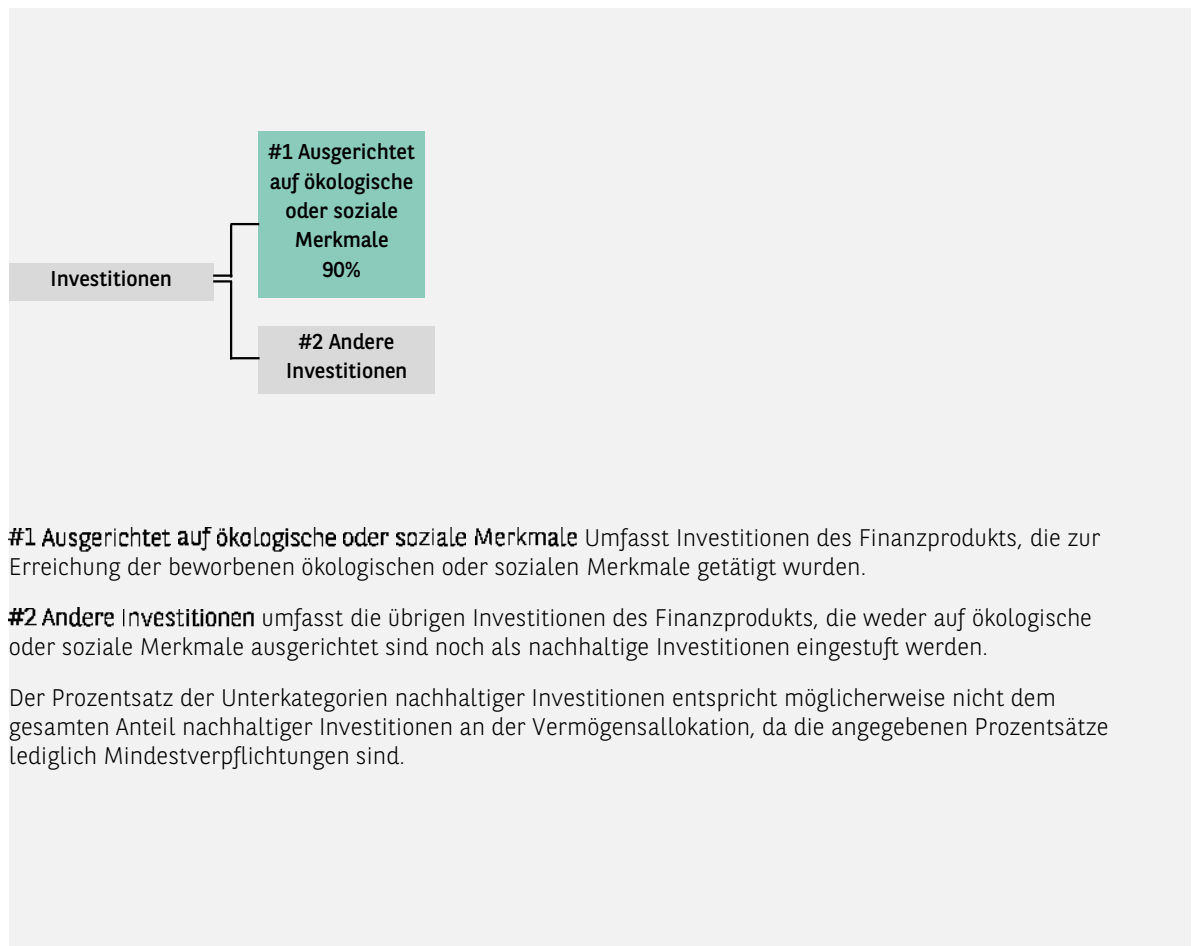 #1 Ausgerichtet
auf ökologische
oder soziale
Merkmale
90%
Investitionen
#2 Andere
Investitionen
#1 Ausgerichtet auf ökologische oder soziale Merkmale Umfasst Investitionen des Finanzprodukts, die zur
Erreichung der beworbenen ökologischen oder sozialen Merkmale getätigt wurden.
#2 Andere Investitionen umfasst die übrigen Investitionen des Finanzprodukts, die weder auf ökologische
oder soziale Merkmale ausgerichtet sind noch als nachhaltige Investitionen eingestuft werden.
Der Prozentsatz der Unterkategorien nachhaltiger Investitionen entspricht möglicherweise nicht dem
gesamten Anteil nachhaltiger Investitionen an der Vermögensallokation, da die angegebenen Prozentsätze
lediglich Mindestverpflichtungen sind.